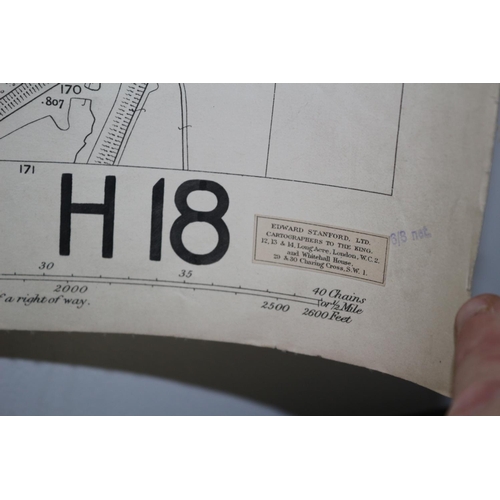 170
.807
171
H18
EDWARD STANFORD, LTD.
CARTOGRAPHERS TO THE KING.
12, 13 & 14, Long Acre, London, W.C. 2.
and Whitehall House,
29 & 30 Charing Cross, S.W. 1.
net.
30
35
40 Chains
or ½ Mile
2000
2500
2600 Feet
f a right of way.